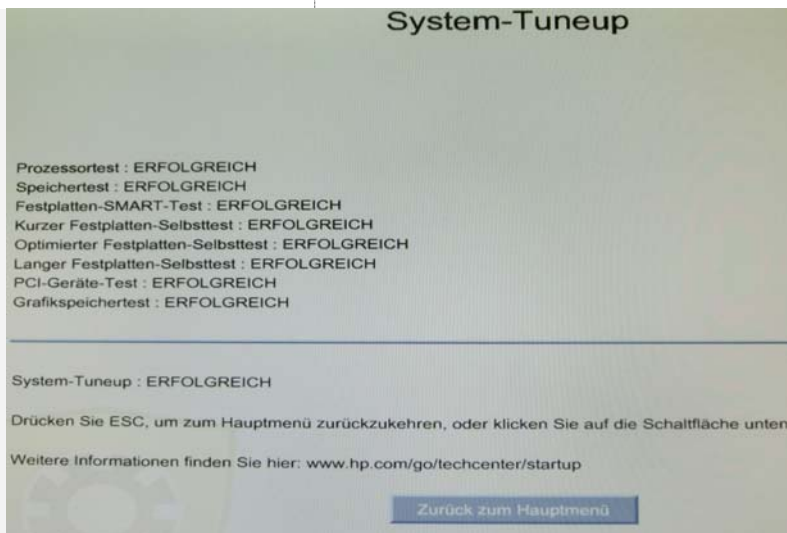 System-Tuneup
Prozessortest : ERFOLGREICH
Speichertest : ERFOLGREICH
Festplatten-SMART-Test : ERFOLGREICH
Kurzer Festplatten-Selbsttest : ERFOLGREICH
Optimierter Festplatten-Selbsttest : ERFOLGREICH
Langer Festplatten-Selbsttest : ERFOLGREICH
PCI-Geräte-Test : ERFOLGREICH
Grafikspeichertest : ERFOLGREICH
System-Tuneup : ERFOLGREICH
Drücken Sie ESC, um zum Hauptmenü zurückzukehren, oder klicken Sie auf die Schaltfläche unten
Weitere Informationen finden Sie hier: www.hp.com/go/techcenter/startup
Zurück zum Hauptmenü